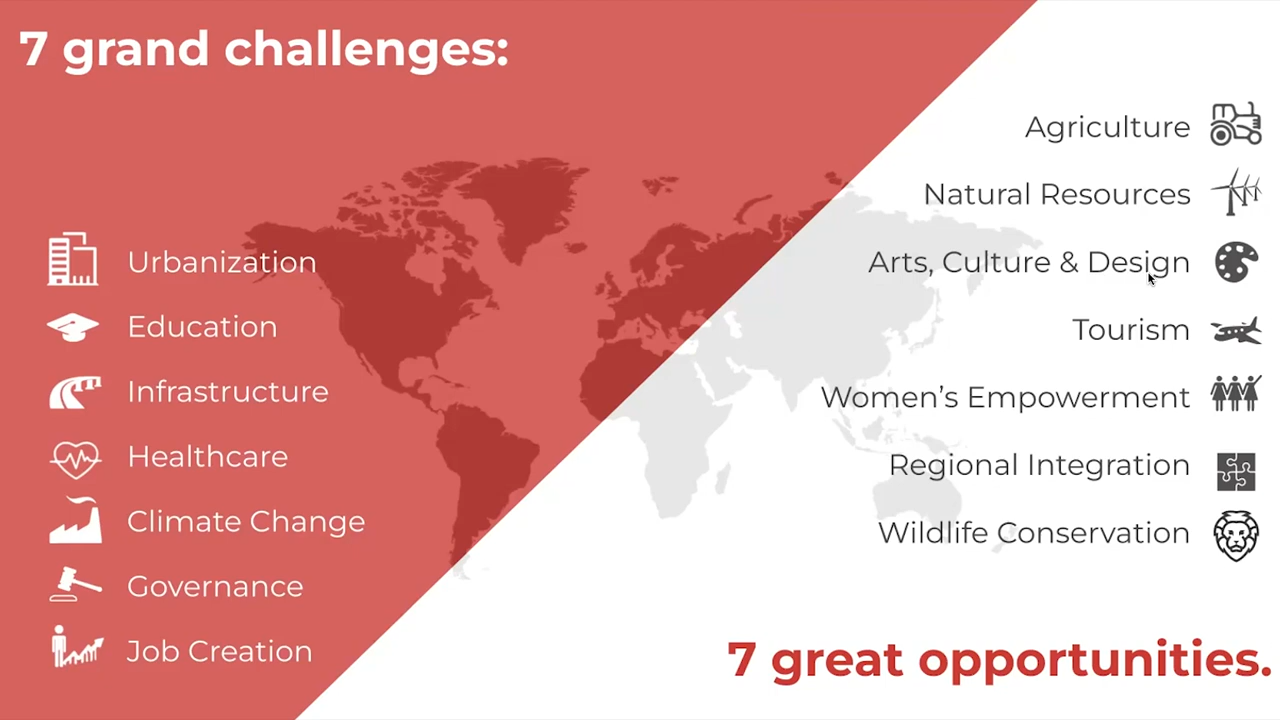 7 grand challenges:
Urbanization
Education
Infrastructure
Healthcare
Climate Change
Governance
Job Creation
Agriculture
Natural Resources
Arts, Culture & Design
Tourism
Women’s Empowerment
Regional Integration
Wildlife Conservation
7 great opportunities.